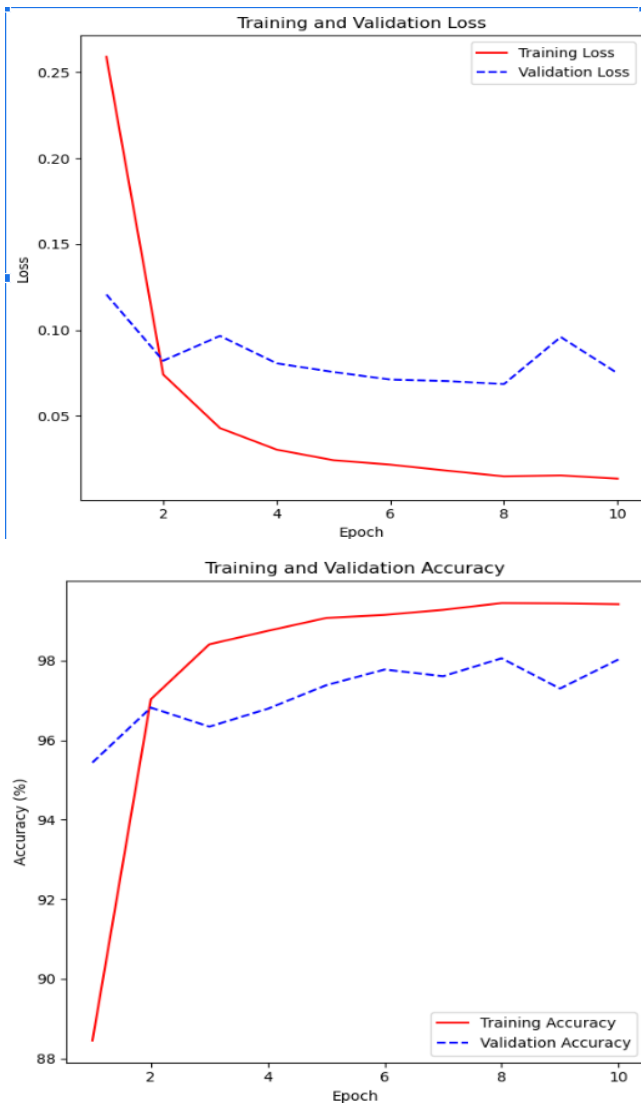 Training and Validation Loss
Training Loss
Validation Loss
0.25
0.20
0.15
0.10
0.05
Loss
2
4
6
8
10
Epoch
Training and Validation Accuracy
98
96
94
92
90
88
Accuracy (%)
Training Accuracy
Validation Accuracy
2
4
6
8
10
Epoch